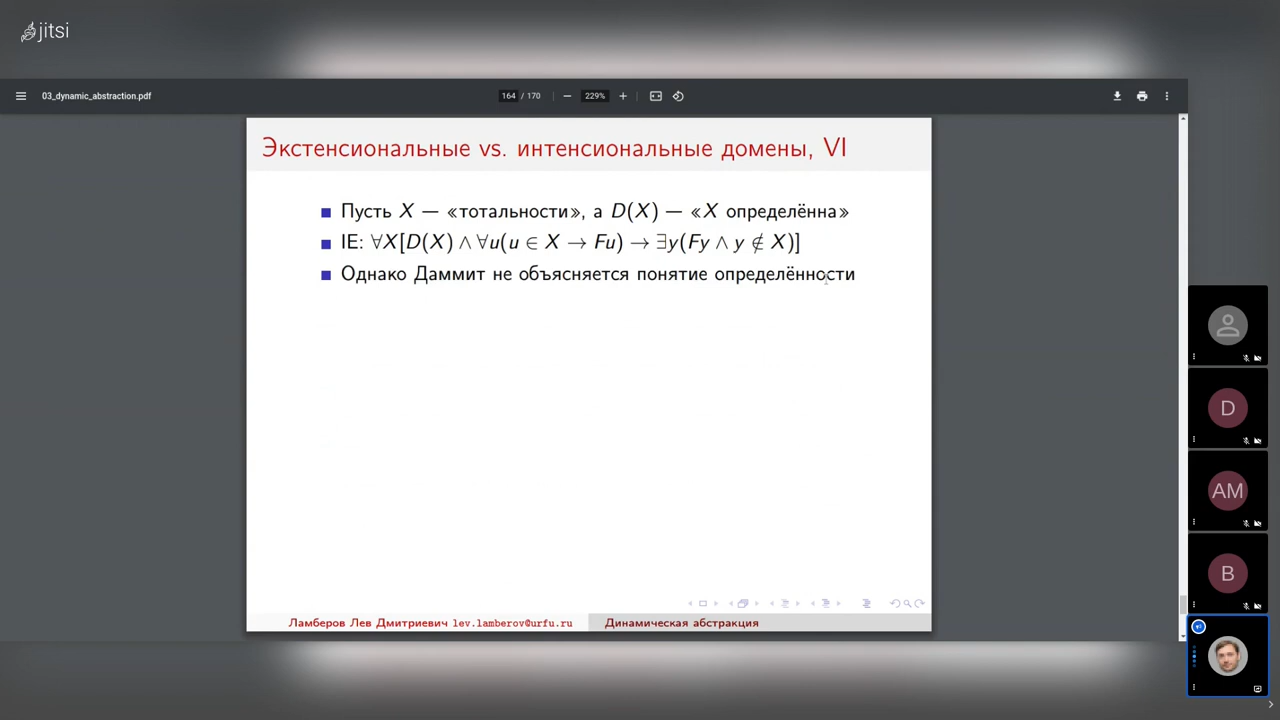 jitsi
03_dynamic_abstraction.pdf
164 / 170
229%
Экстенсиональные vs. интенсиональные домены, VI
Пусть X — «тотальности», а D(X) — «X определённа»
IE: ∀X[D(X) ∧ ∀u(u ∈ X → Fu) → ∃y(Fy ∧ y ∉ X)]
Однако Даммит не объясняется понятие определённости
D
AM
B
Ламберов Лев Дмитриевич lev.lamberov@urfu.ru
Динамическая абстракция